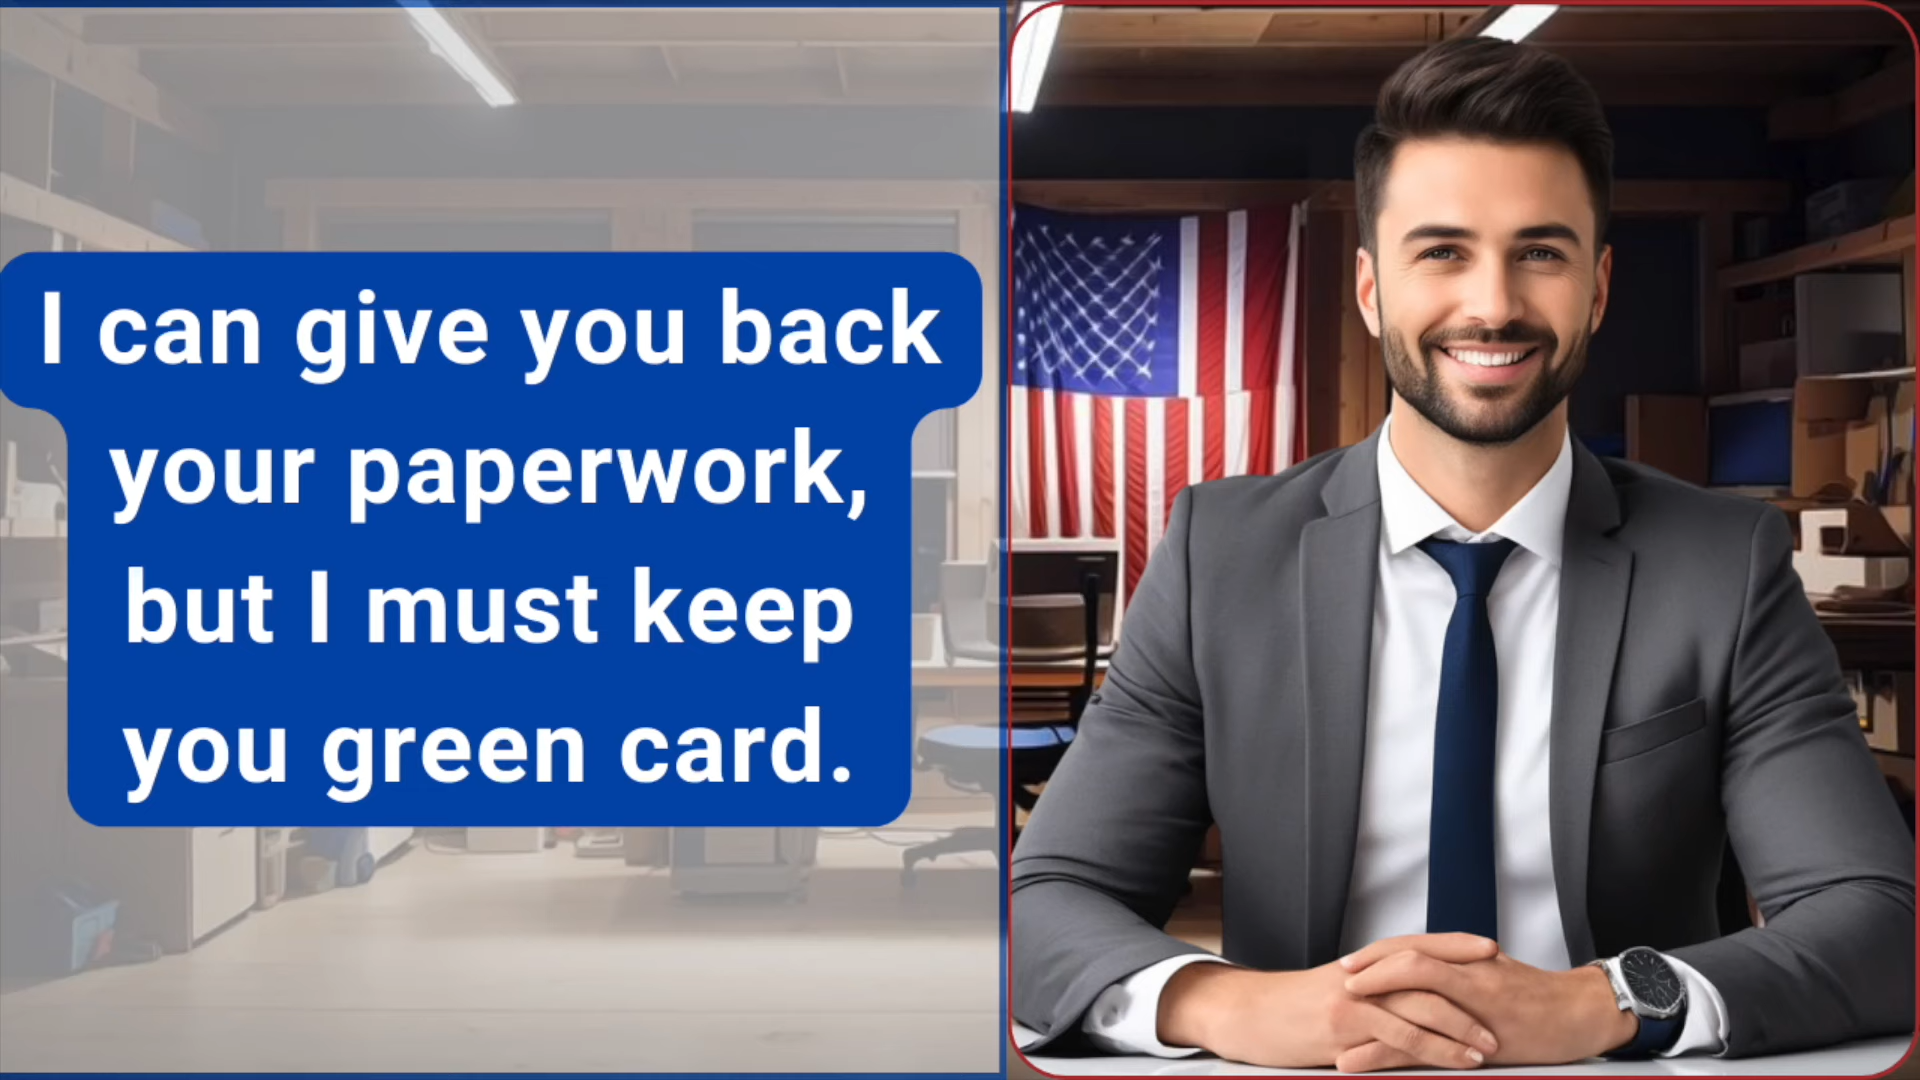 I can give you back
your paperwork,
but I must keep
you green card.